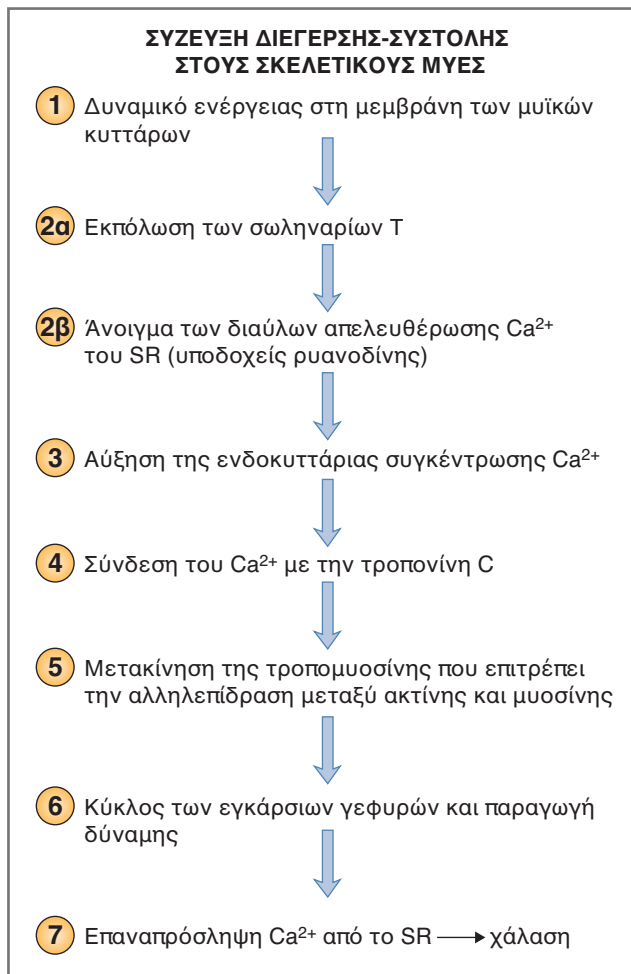 ΣΥΖΕΥΞΗ ΔΙΕΓΕΡΣΗΣ-ΣΥΣΤΟΛΗΣ
ΣΤΟΥΣ ΣΚΕΛΕΤΙΚΟΥΣ ΜΥΕΣ
1 Δυναμικό ενέργειας στη μεμβράνη των μυϊκών
κυττάρων
2α Εκπόλωση των σωληναρίων Τ
2β Άνοιγμα των διαύλων απελευθέρωσης Ca²⁺
του SR (υποδοχείς ρυανοδίνης)
3 Αύξηση της ενδοκυττάριας συγκέντρωσης Ca²⁺
4 Σύνδεση του Ca²⁺ με την τροπονίνη C
5 Μετακίνηση της τροπομυοσίνης που επιτρέπει
την αλληλεπίδραση μεταξύ ακτίνης και μυοσίνης
6 Κύκλος των εγκάρσιων γεφυρών και παραγωγή
δύναμης
7 Επαναπρόσληψη Ca²⁺ από το SR ⟶ χάλαση